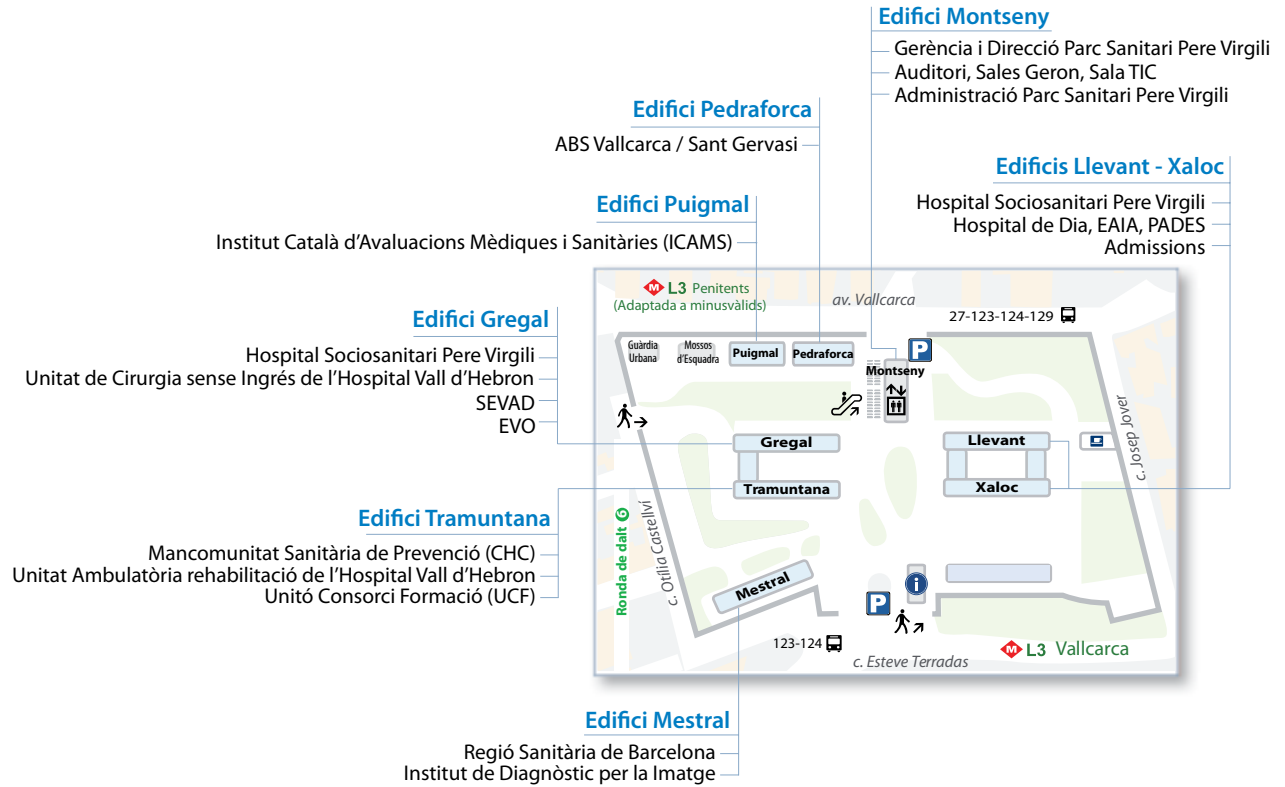 Edifici Montseny
Gerència i Direcció Parc Sanitari Pere Virgili
Auditori, Sales Geron, Sala TIC
Administració Parc Sanitari Pere Virgili
Edifici Pedraforca
ABS Vallcarca / Sant Gervasi
Edificis Llevant - Xaloc
Hospital Sociosanitari Pere Virgili
Hospital de Dia, EAIA, PADES
Admissions
Edifici Puigmal
Institut Català d’Avaluacions Mèdiques i Sanitàries (ICAMS)
Edifici Gregal
Hospital Sociosanitari Pere Virgili
Unitat de Cirurgia sense Ingrés de l’Hospital Vall d’Hebron
SEVAD
EVO
Edifici Tramuntana
Mancomunitat Sanitària de Prevenció (CHC)
Unitat Ambulatòria rehabilitació de l’Hospital Vall d’Hebron
Unitó Consorci Formació (UCF)
Edifici Mestral
Regió Sanitària de Barcelona
Institut de Diagnòstic per la Imatge
M L3 Penitents
(Adaptada a minusvàlids)
av. Vallcarca
27-123-124-129
Guàrdia
Urbana
Mossos
d’Esquadra
Puigmal
Pedraforca
P
Montseny
c. Josep Jover
Gregal
Llevant
Tramuntana
Xaloc
Ronda de dalt 6
c. Otília Castellví
Mestral
i
P
123-124
c. Esteve Terradas
M L3 Vallcarca